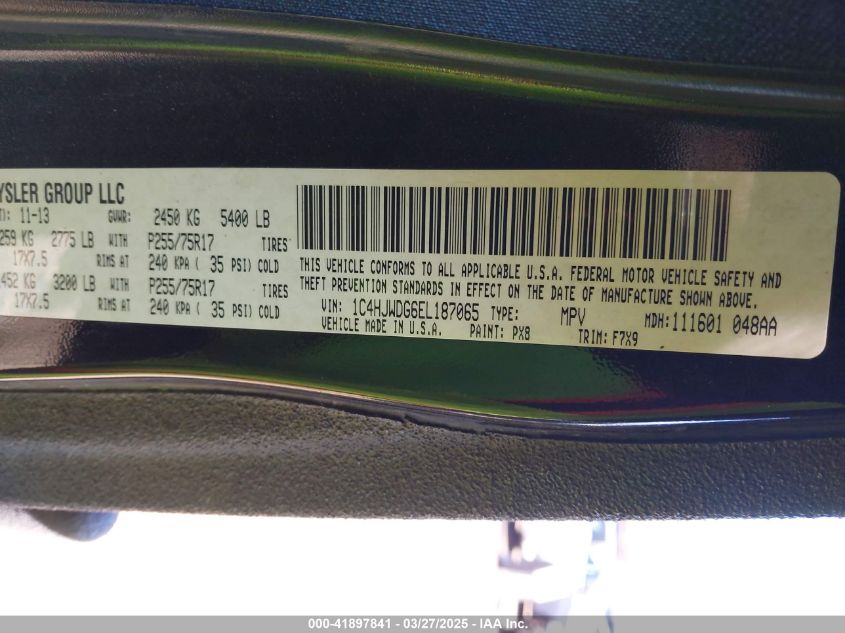 YSLER GROUP LLC
: 11-13 GVWR: 2450 KG 5400 LB
259 KG 2775 LB WITH P255/75R17 TIRES
17X7.5 RIMS AT 240 KPA ( 35 PSI) COLD
452 KG 3200 LB WITH P255/75R17 TIRES
17X7.5 RIMS AT 240 KPA ( 35 PSI) COLD
THIS VEHICLE CONFORMS TO ALL APPLICABLE U.S.A. FEDERAL MOTOR VEHICLE SAFETY AND
THEFT PREVENTION STANDARDS IN EFFECT ON THE DATE OF MANUFACTURE SHOWN ABOVE.
VIN: 1C4HJWDG6EL187065 TYPE: MPV MDH: 111601 048AA
VEHICLE MADE IN U.S.A. PAINT: PX8 TRIM: F7X9
000-41897841 - 03/27/2025 - IAA Inc.